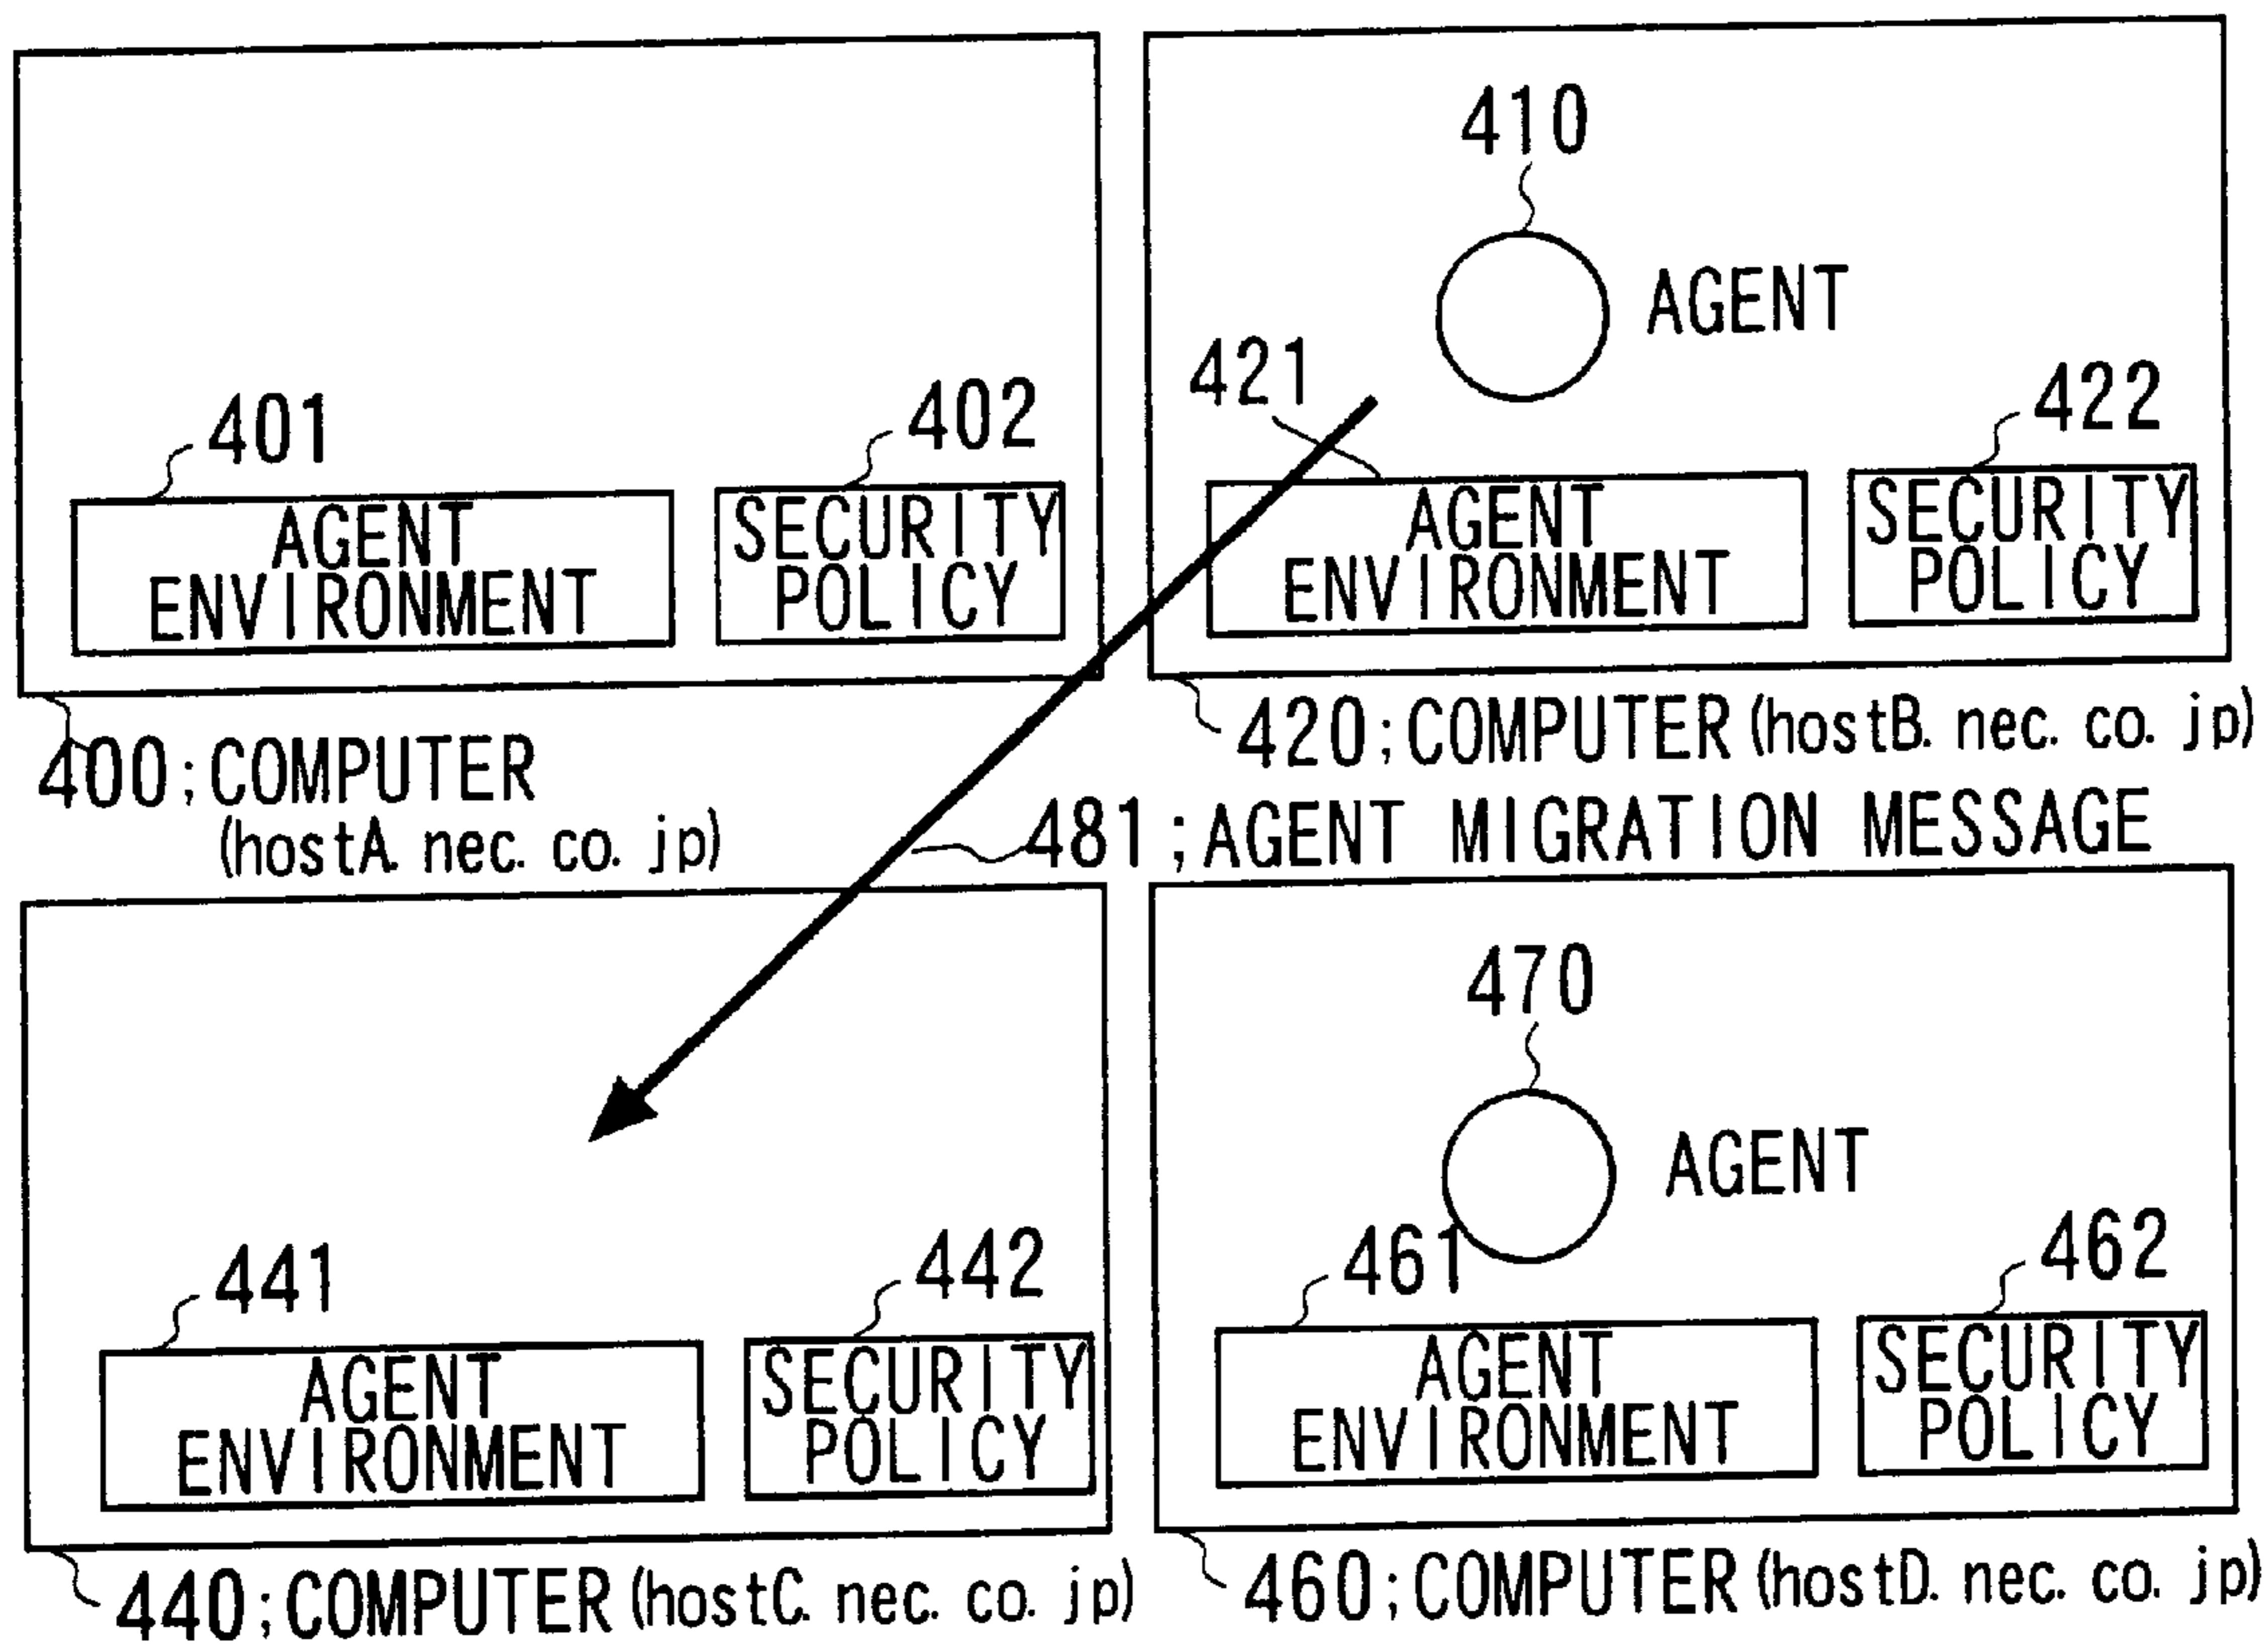 410
AGENT
421
422
401
402
AGENT
ENVIRONMENT
SECURITY
POLICY
AGENT
ENVIRONMENT
SECURITY
POLICY
400;COMPUTER
(hostA. nec. co. jp)
420;COMPUTER (hostB. nec. co. jp)
481;AGENT MIGRATION MESSAGE
470
AGENT
441
442
461
462
AGENT
ENVIRONMENT
SECURITY
POLICY
AGENT
ENVIRONMENT
SECURITY
POLICY
440;COMPUTER (hostC. nec. co. jp)
460;COMPUTER (hostD. nec. co. jp)